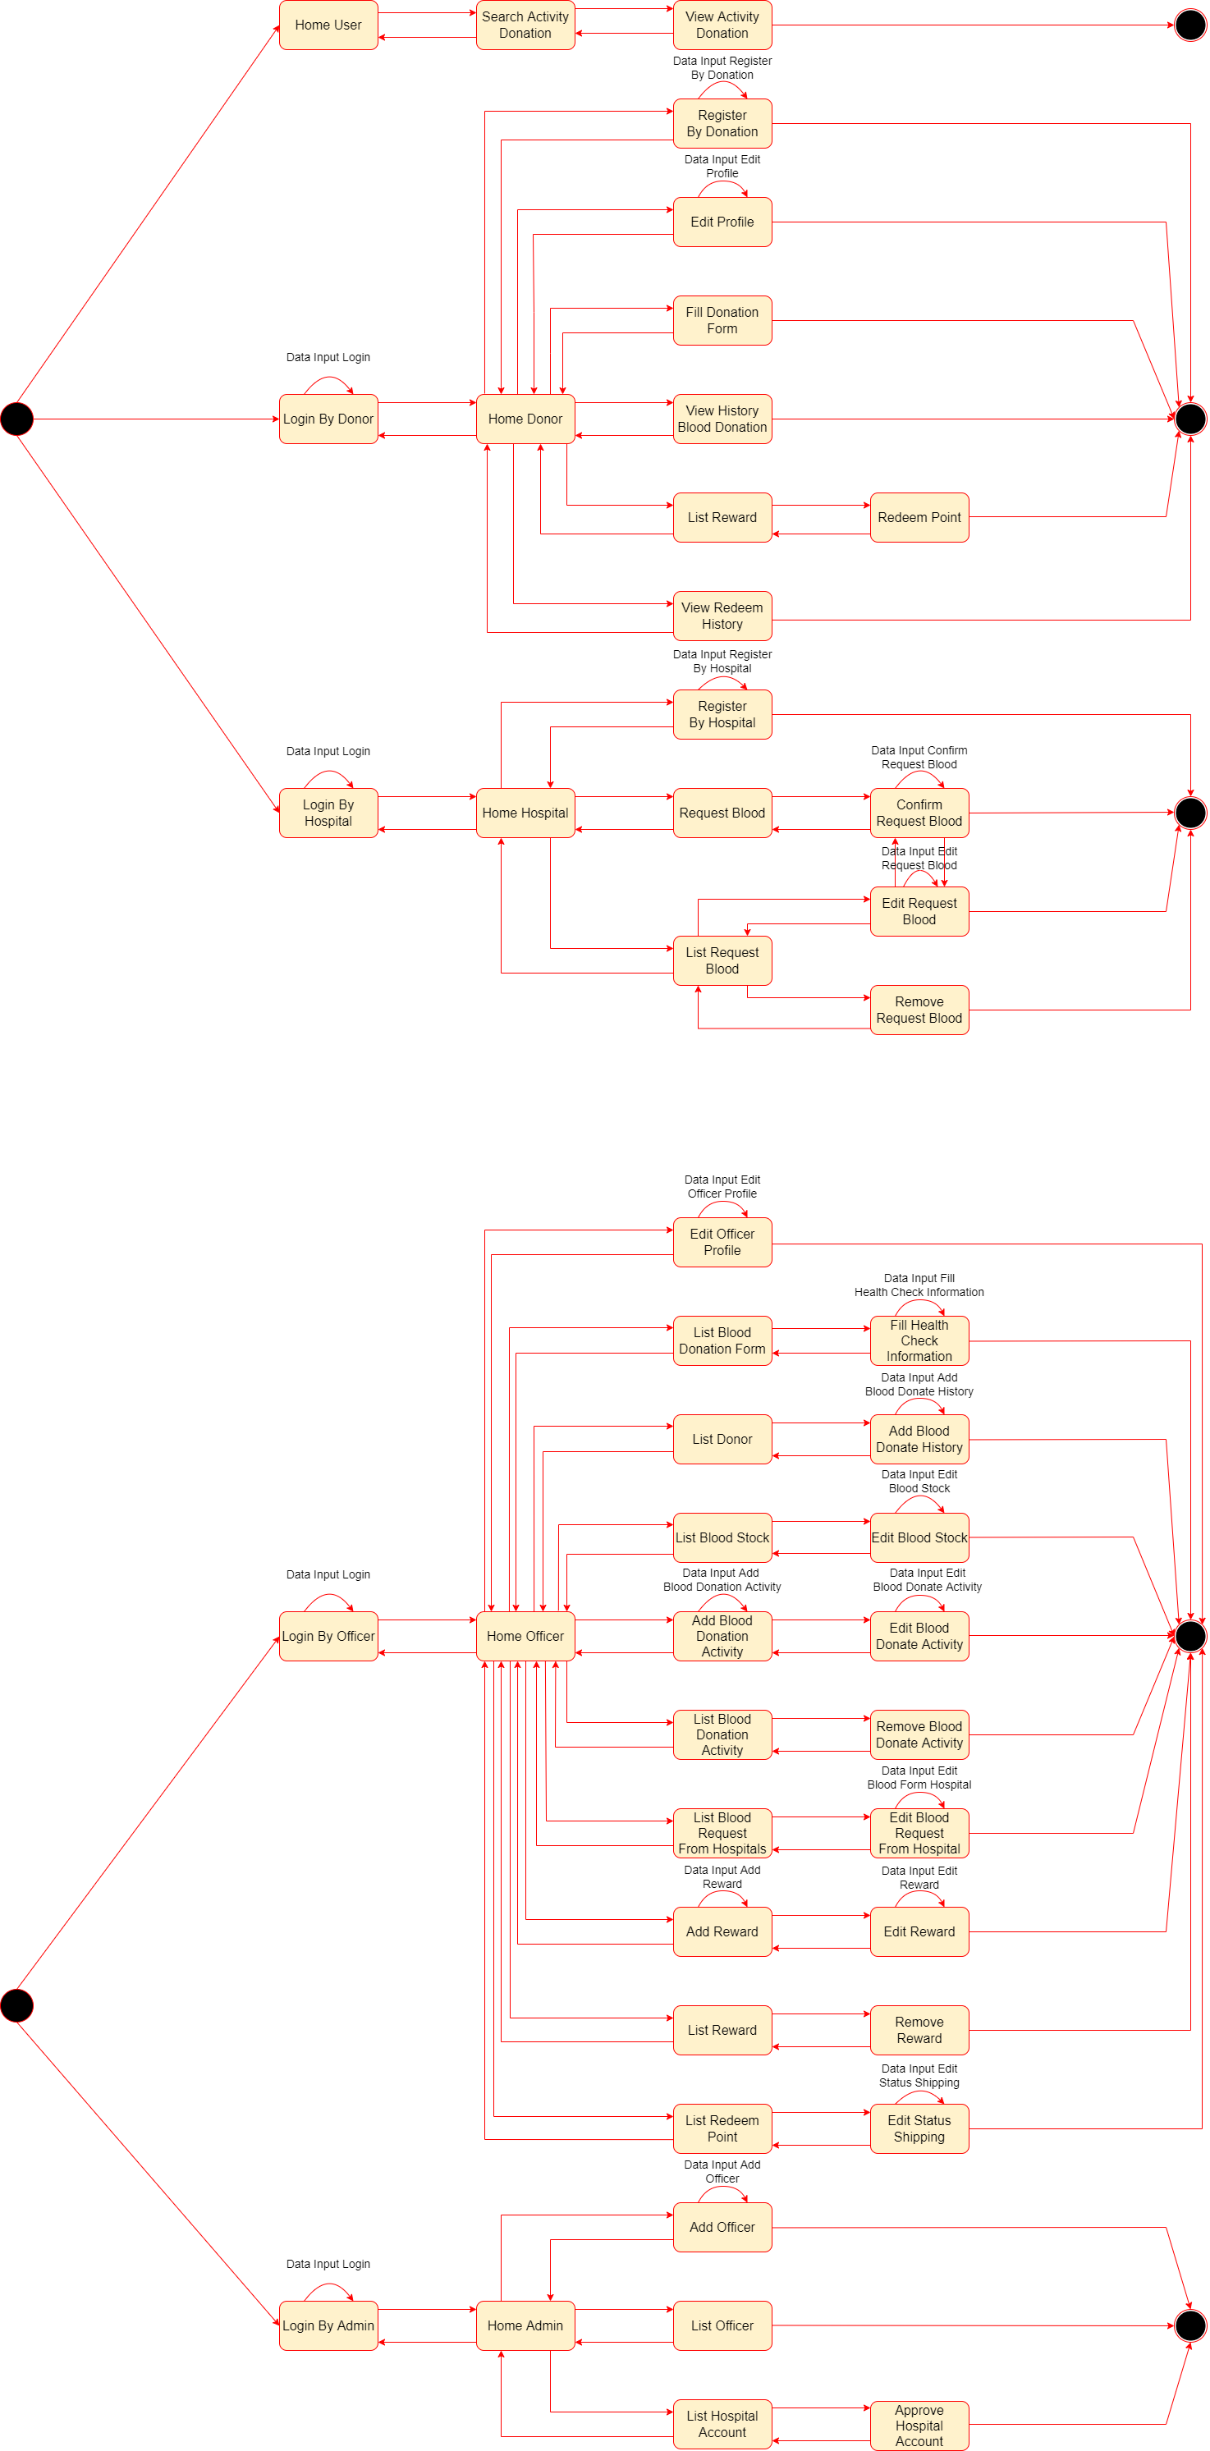 Home User
Search Activity
Donation
View Activity
Donation
Data Input Register
By Donation
Register
By Donation
Data Input Edit
Profile
Edit Profile
Fill Donation
Form
Data Input Login
Login By Donor
Home Donor
View History
Blood Donation
List Reward
Redeem Point
View Redeem
History
Data Input Register
By Hospital
Register
By Hospital
Data Input Login
Login By
Hospital
Home Hospital
Request Blood
Data Input Confirm
Request Blood
Confirm
Request Blood
Data Input Edit
Request Blood
Edit Request
Blood
List Request
Blood
Remove
Request Blood
Data Input Edit
Officer Profile
Edit Officer
Profile
Data Input Fill
Health Check Information
List Blood
Donation Form
Fill Health
Check
Information
Data Input Add
Blood Donate History
List Donor
Add Blood
Donate History
Data Input Edit
Blood Stock
List Blood Stock
Edit Blood Stock
Data Input Login
Login By Officer
Home Officer
Data Input Add
Blood Donation Activity
Add Blood
Donation
Activity
Data Input Edit
Blood Donate Activity
Edit Blood
Donate Activity
List Blood
Donation
Activity
Remove Blood
Donate Activity
Data Input Edit
Blood Form Hospital
List Blood
Request
From Hospitals
Edit Blood
Request
From Hospital
Data Input Add
Reward
Add Reward
Data Input Edit
Reward
Edit Reward
List Reward
Remove
Reward
Data Input Edit
Status Shipping
List Redeem
Point
Edit Status
Shipping
Data Input Add
Officer
Add Officer
Data Input Login
Login By Admin
Home Admin
List Officer
List Hospital
Account
Approve
Hospital
Account